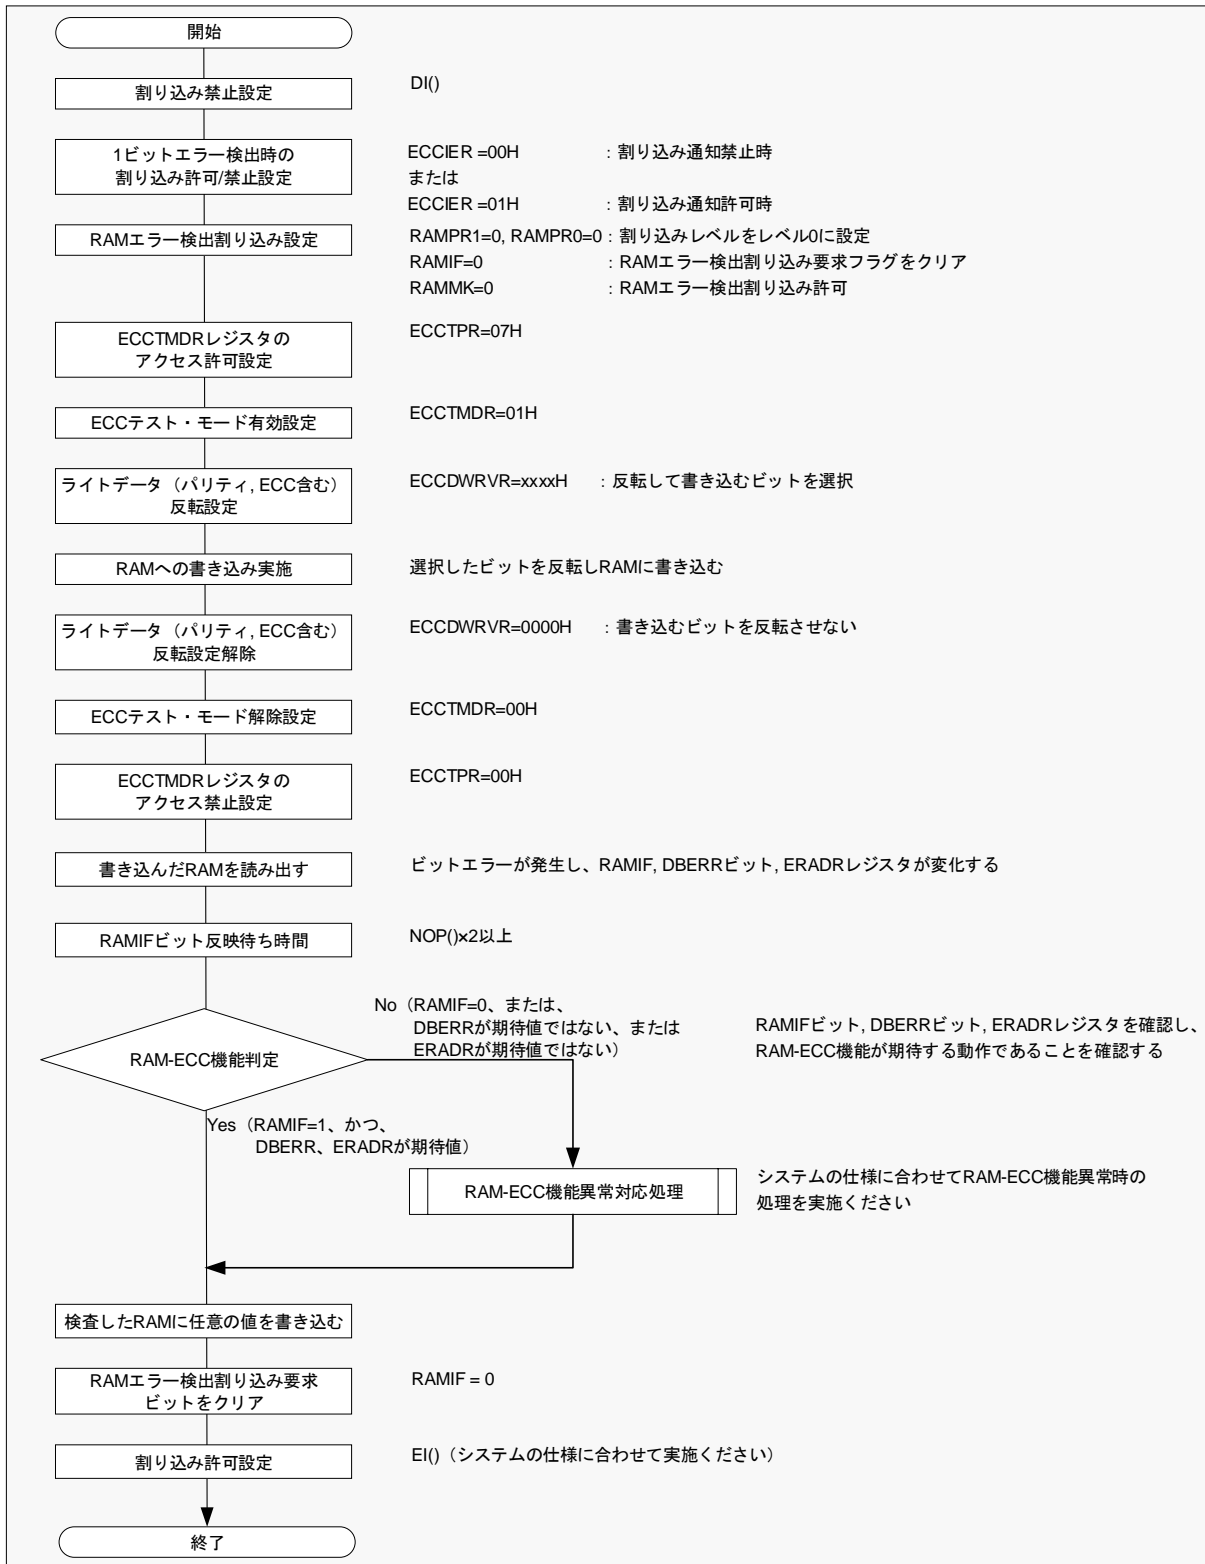 開始
割り込み禁止設定
DI()
1ビットエラー検出時の
割り込み許可/禁止設定
ECCIER =00H : 割り込み通知禁止時
または
ECCIER =01H : 割り込み通知許可時
RAMエラー検出割り込み設定
RAMPR1=0, RAMPR0=0 : 割り込みレベルをレベル0に設定
RAMIF=0 : RAMエラー検出割り込み要求フラグをクリア
RAMMK=0 : RAMエラー検出割り込み許可
ECCTMDRレジスタの
アクセス許可設定
ECCTPR=07H
ECCテスト・モード有効設定
ECCTMDR=01H
ライトデータ（パリティ, ECC含む）
反転設定
ECCDWRVR=xxxxH : 反転して書き込むビットを選択
RAMへの書き込み実施
選択したビットを反転しRAMに書き込む
ライトデータ（パリティ, ECC含む）
反転設定解除
ECCDWRVR=0000H : 書き込むビットを反転させない
ECCテスト・モード解除設定
ECCTMDR=00H
ECCTMDRレジスタの
アクセス禁止設定
ECCTPR=00H
書き込んだRAMを読み出す
ビットエラーが発生し、RAMIF, DBERRビット, ERADRレジスタが変化する
RAMIFビット反映待ち時間
NOP()×2以上
No（RAMIF=0、または、
DBERRが期待値ではない、または
ERADRが期待値ではない）
RAM-ECC機能判定
RAMIFビット, DBERRビット, ERADRレジスタを確認し、
RAM-ECC機能が期待する動作であることを確認する
Yes（RAMIF=1、かつ、
DBERR、ERADRが期待値）
RAM-ECC機能異常対応処理
システムの仕様に合わせてRAM-ECC機能異常時の
処理を実施ください
検査したRAMに任意の値を書き込む
RAMエラー検出割り込み要求
ビットをクリア
RAMIF = 0
割り込み許可設定
EI()（システムの仕様に合わせて実施ください）
終了